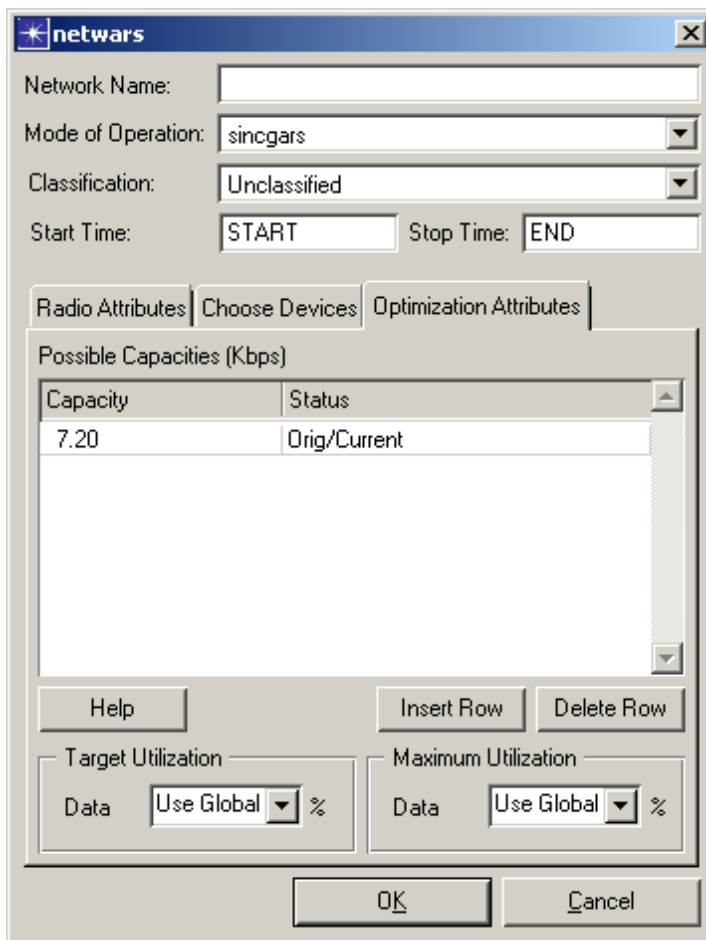 netwars
Network Name:
Mode of Operation: sincgars
Classification: Unclassified
Start Time: START Stop Time: END
Radio Attributes Choose Devices Optimization Attributes
Possible Capacities (Kbps)
Capacity Status
7.20 Orig/Current
Help Insert Row Delete Row
Target Utilization Maximum Utilization
Data Use Global % Data Use Global %
OK Cancel